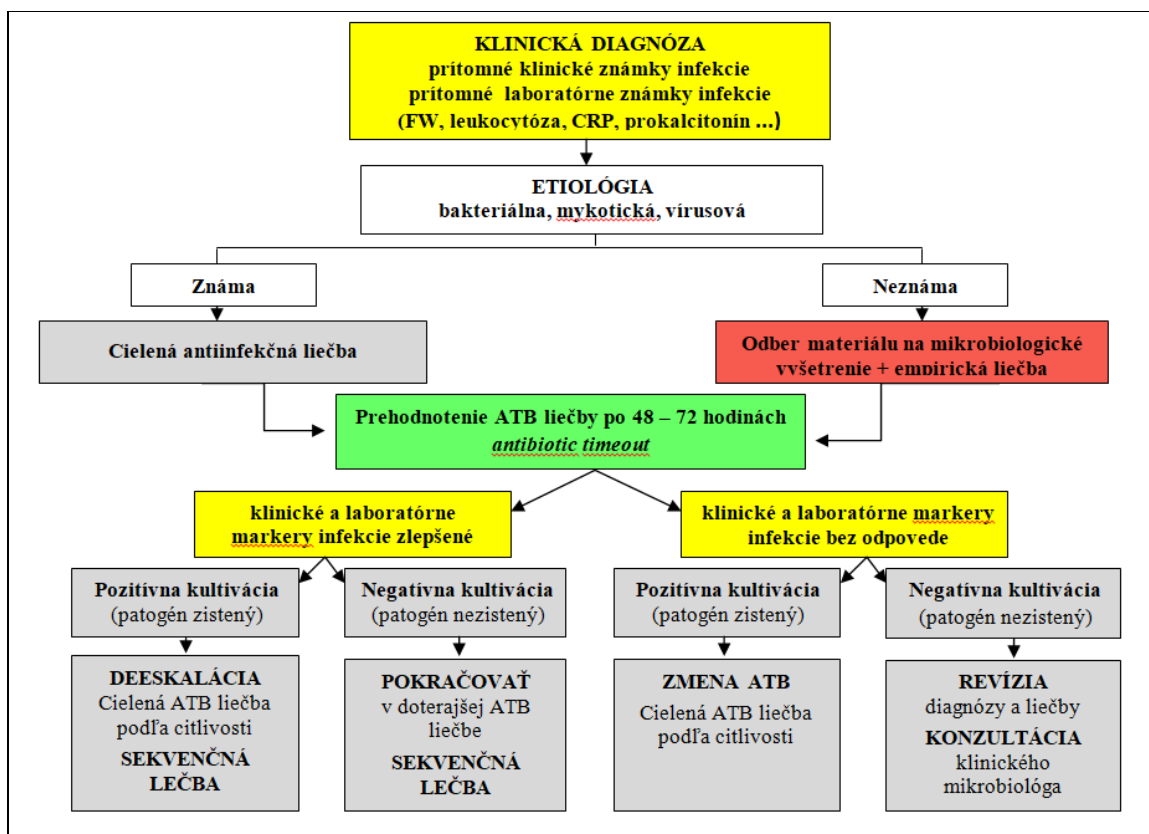 KLINICKÁ DIAGNÓZA
prítomné klinické známky infekcie
prítomné laboratórne známky infekcie
(FW, leukocytóza, CRP, prokalcitonín ...)
ETIOLÓGIA
bakteriálna, mykotická, vírusová
Známa
Neznáma
Cielená antiinfekčná liečba
Odber materiálu na mikrobiologické
vyšetrenie + empirická liečba
Prehodnotenie ATB liečby po 48 – 72 hodinách
antibiotic timeout
klinické a laboratórne
markery infekcie zlepšené
klinické a laboratórne markery
infekcie bez odpovede
Pozitívna kultivácia
(patogén zistený)
Negatívna kultivácia
(patogén nezistený)
Pozitívna kultivácia
(patogén zistený)
Negatívna kultivácia
(patogén nezistený)
DEESKALÁCIA
Cielená ATB liečba
podľa citlivosti
SEKVENČNÁ
LEČBA
POKRAČOVAŤ
v doterajšej ATB
liečbe
SEKVENČNÁ
LEČBA
ZMENA ATB
Cielená ATB liečba
podľa citlivosti
REVÍZIA
diagnózy a liečby
KONZULTÁCIA
klinického
mikrobiológa